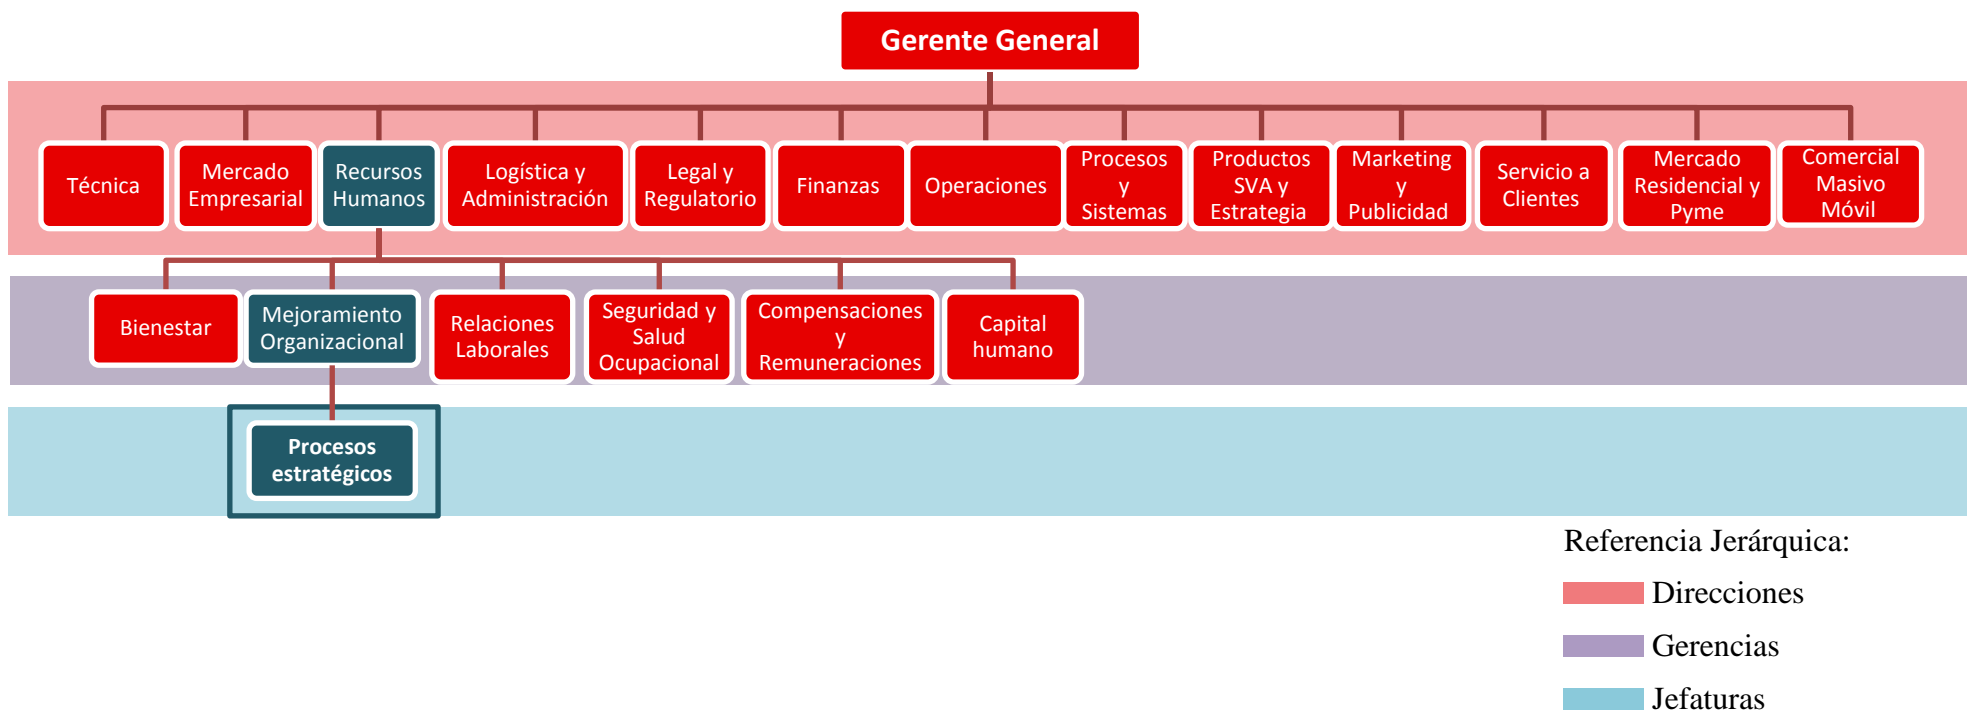 Gerente General
Técnica
Mercado
Empresarial
Recursos
Humanos
Logística y
Administración
Legal y
Regulatorio
Finanzas
Operaciones
Procesos
y
Sistemas
Productos
SVA y
Estrategia
Marketing
y
Publicidad
Servicio a
Clientes
Mercado
Residencial y
Pyme
Comercial
Masivo
Móvil
Bienestar
Mejoramiento
Organizacional
Relaciones
Laborales
Seguridad y
Salud
Ocupacional
Compensaciones
y
Remuneraciones
Capital
humano
Procesos
estratégicos
Referencia Jerárquica:
Direcciones
Gerencias
Jefaturas